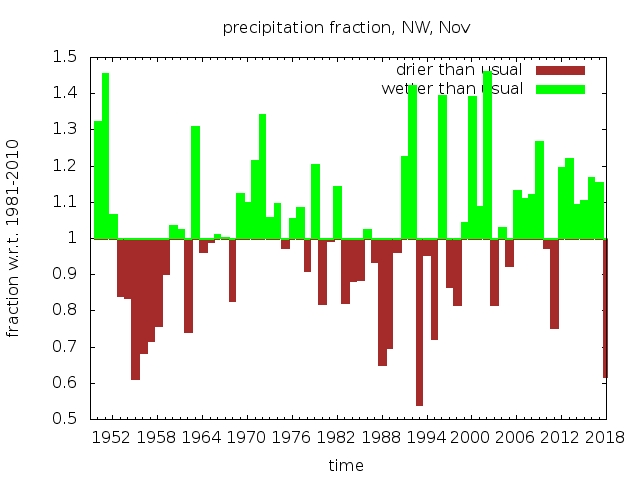 precipitation fraction, NW, Nov
drier than usual
wetter than usual
fraction w.r.t. 1981-2010
1.5
1.4
1.3
1.2
1.1
1
0.9
0.8
0.7
0.6
0.5
1952 1958 1964 1970 1976 1982 1988 1994 2000 2006 2012 2018
time